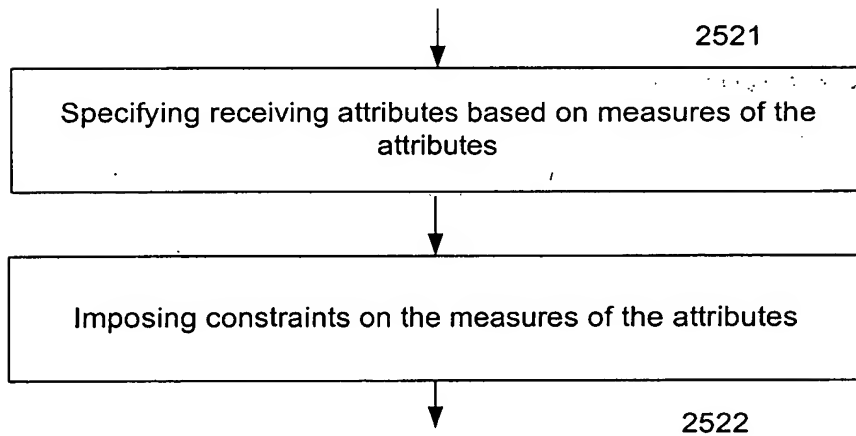 2521
Specifying receiving attributes based on measures of the
attributes
Imposing constraints on the measures of the attributes
2522